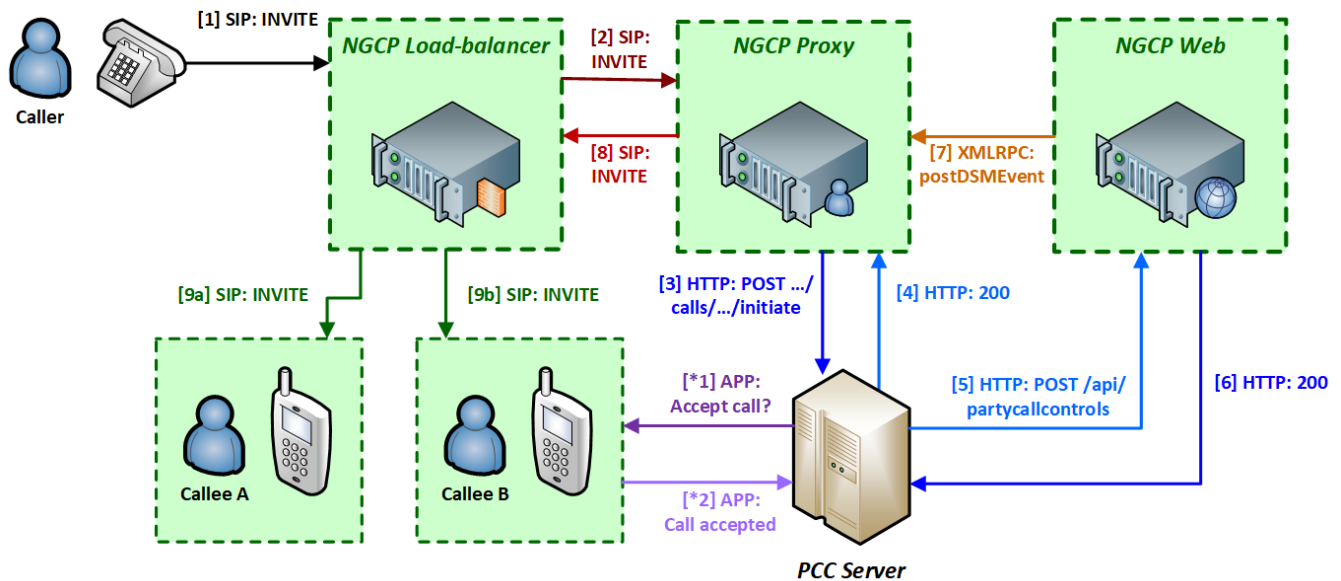 [1] SIP: INVITE
Caller
NGCP Load-balancer
[2] SIP:
INVITE
NGCP Proxy
NGCP Web
[8] SIP:
INVITE
[7] XMLRPC:
postDSMEvent
[9a] SIP: INVITE
[9b] SIP: INVITE
[3] HTTP: POST .../
calls/.../initiate
[4] HTTP: 200
[*1] APP:
Accept call?
[5] HTTP: POST /api/
partycallcontrols
[6] HTTP: 200
Callee A
Callee B
[*2] APP:
Call accepted
PCC Server